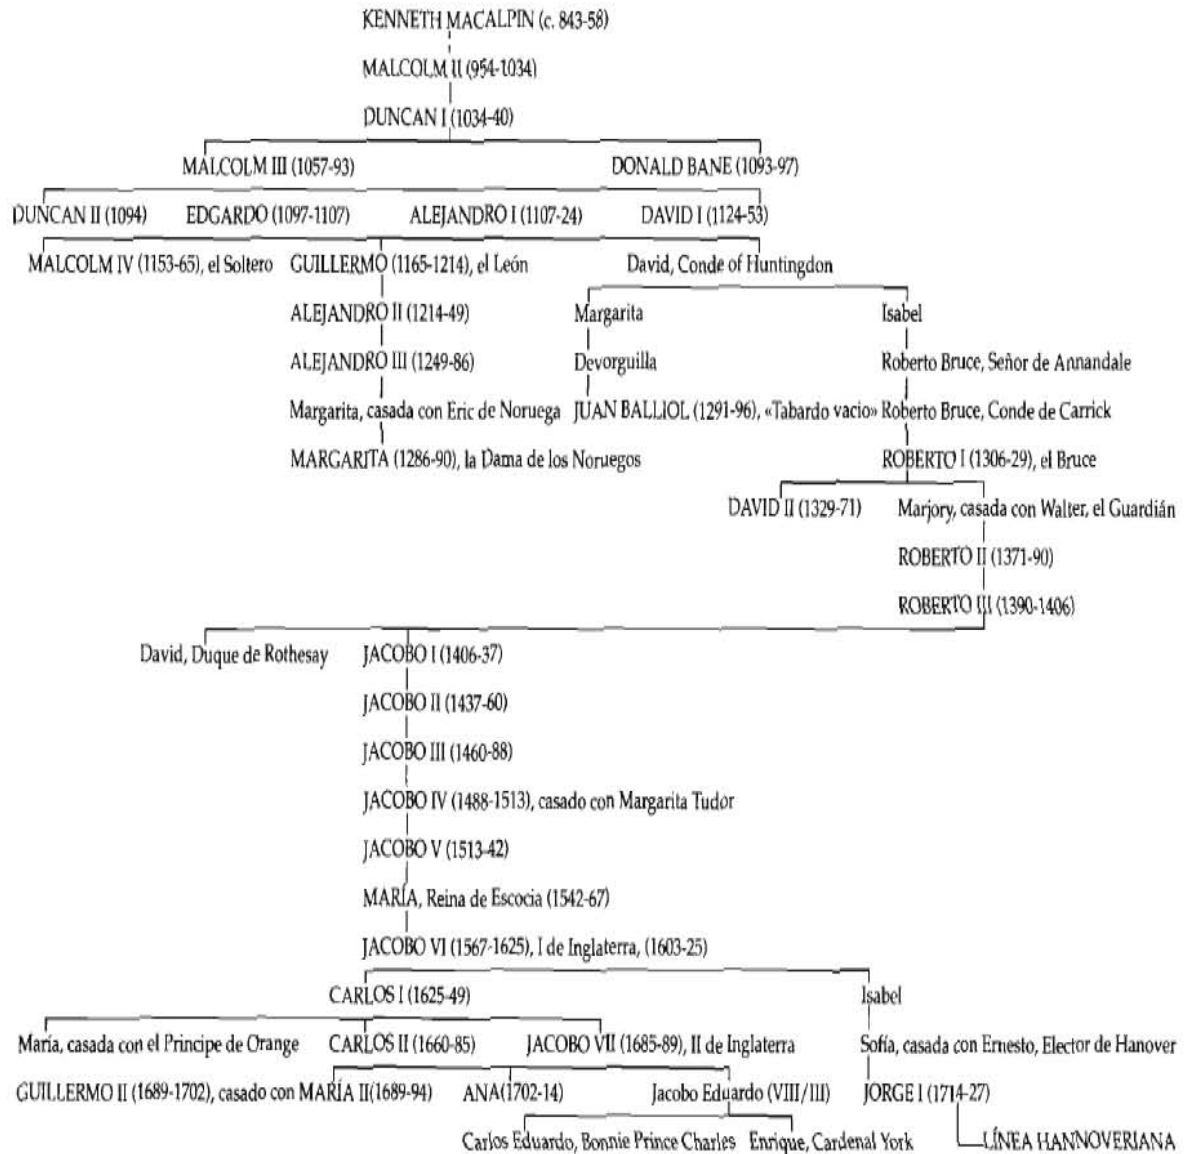 KENNETH MACALPIN (c. 843-58)
MALCOLM II (954-1034)
DUNCAN I (1034-40)
MALCOLM III (1057-93) DONALD BANE (1093-97)
DUNCAN II (1094) EDGARDO (1097-1107) ALEJANDRO I (1107-24) DAVID I (1124-53)
MALCOLM IV (1153-65), el Soltero GUILLERMO (1165-1214), el León David, Conde of Huntingdon
ALEJANDRO II (1214-49) Margarita Isabel
ALEJANDRO III (1249-86) Devorguilla Roberto Bruce, Señor de Annandale
Margarita, casada con Eric de Noruega JUAN BALLIOL (1291-96), «Tabardo vacio» Roberto Bruce, Conde de Carrick
MARGARITA (1286-90), la Dama de los Noruegos ROBERTO I (1306-29), el Bruce
DAVID II (1329-71) Marjory, casada con Walter, el Guardián
ROBERTO II (1371-90)
ROBERTO III (1390-1406)
David, Duque de Rothesay JACOBO I (1406-37)
JACOBO II (1437-60)
JACOBO III (1460-88)
JACOBO IV (1488-1513), casado con Margarita Tudor
JACOBO V (1513-42)
MARÍA, Reina de Escocia (1542-67)
JACOBO VI (1567-1625), I de Inglaterra, (1603-25)
CARLOS I (1625-49) Isabel
María, casada con el Principe de Orange CARLOS II (1660-85) JACOBO VII (1685-89), II de Inglaterra Sofía, casada con Ernesto, Elector de Hanover
GUILLERMO II (1689-1702), casado con MARÍA II(1689-94) ANA(1702-14) Jacobo Eduardo (VIII/III) JORGE I (1714-27)
Carlos Eduardo, Bonnie Prince Charles Enrique, Cardenal York LÍNEA HANNOVERIANA